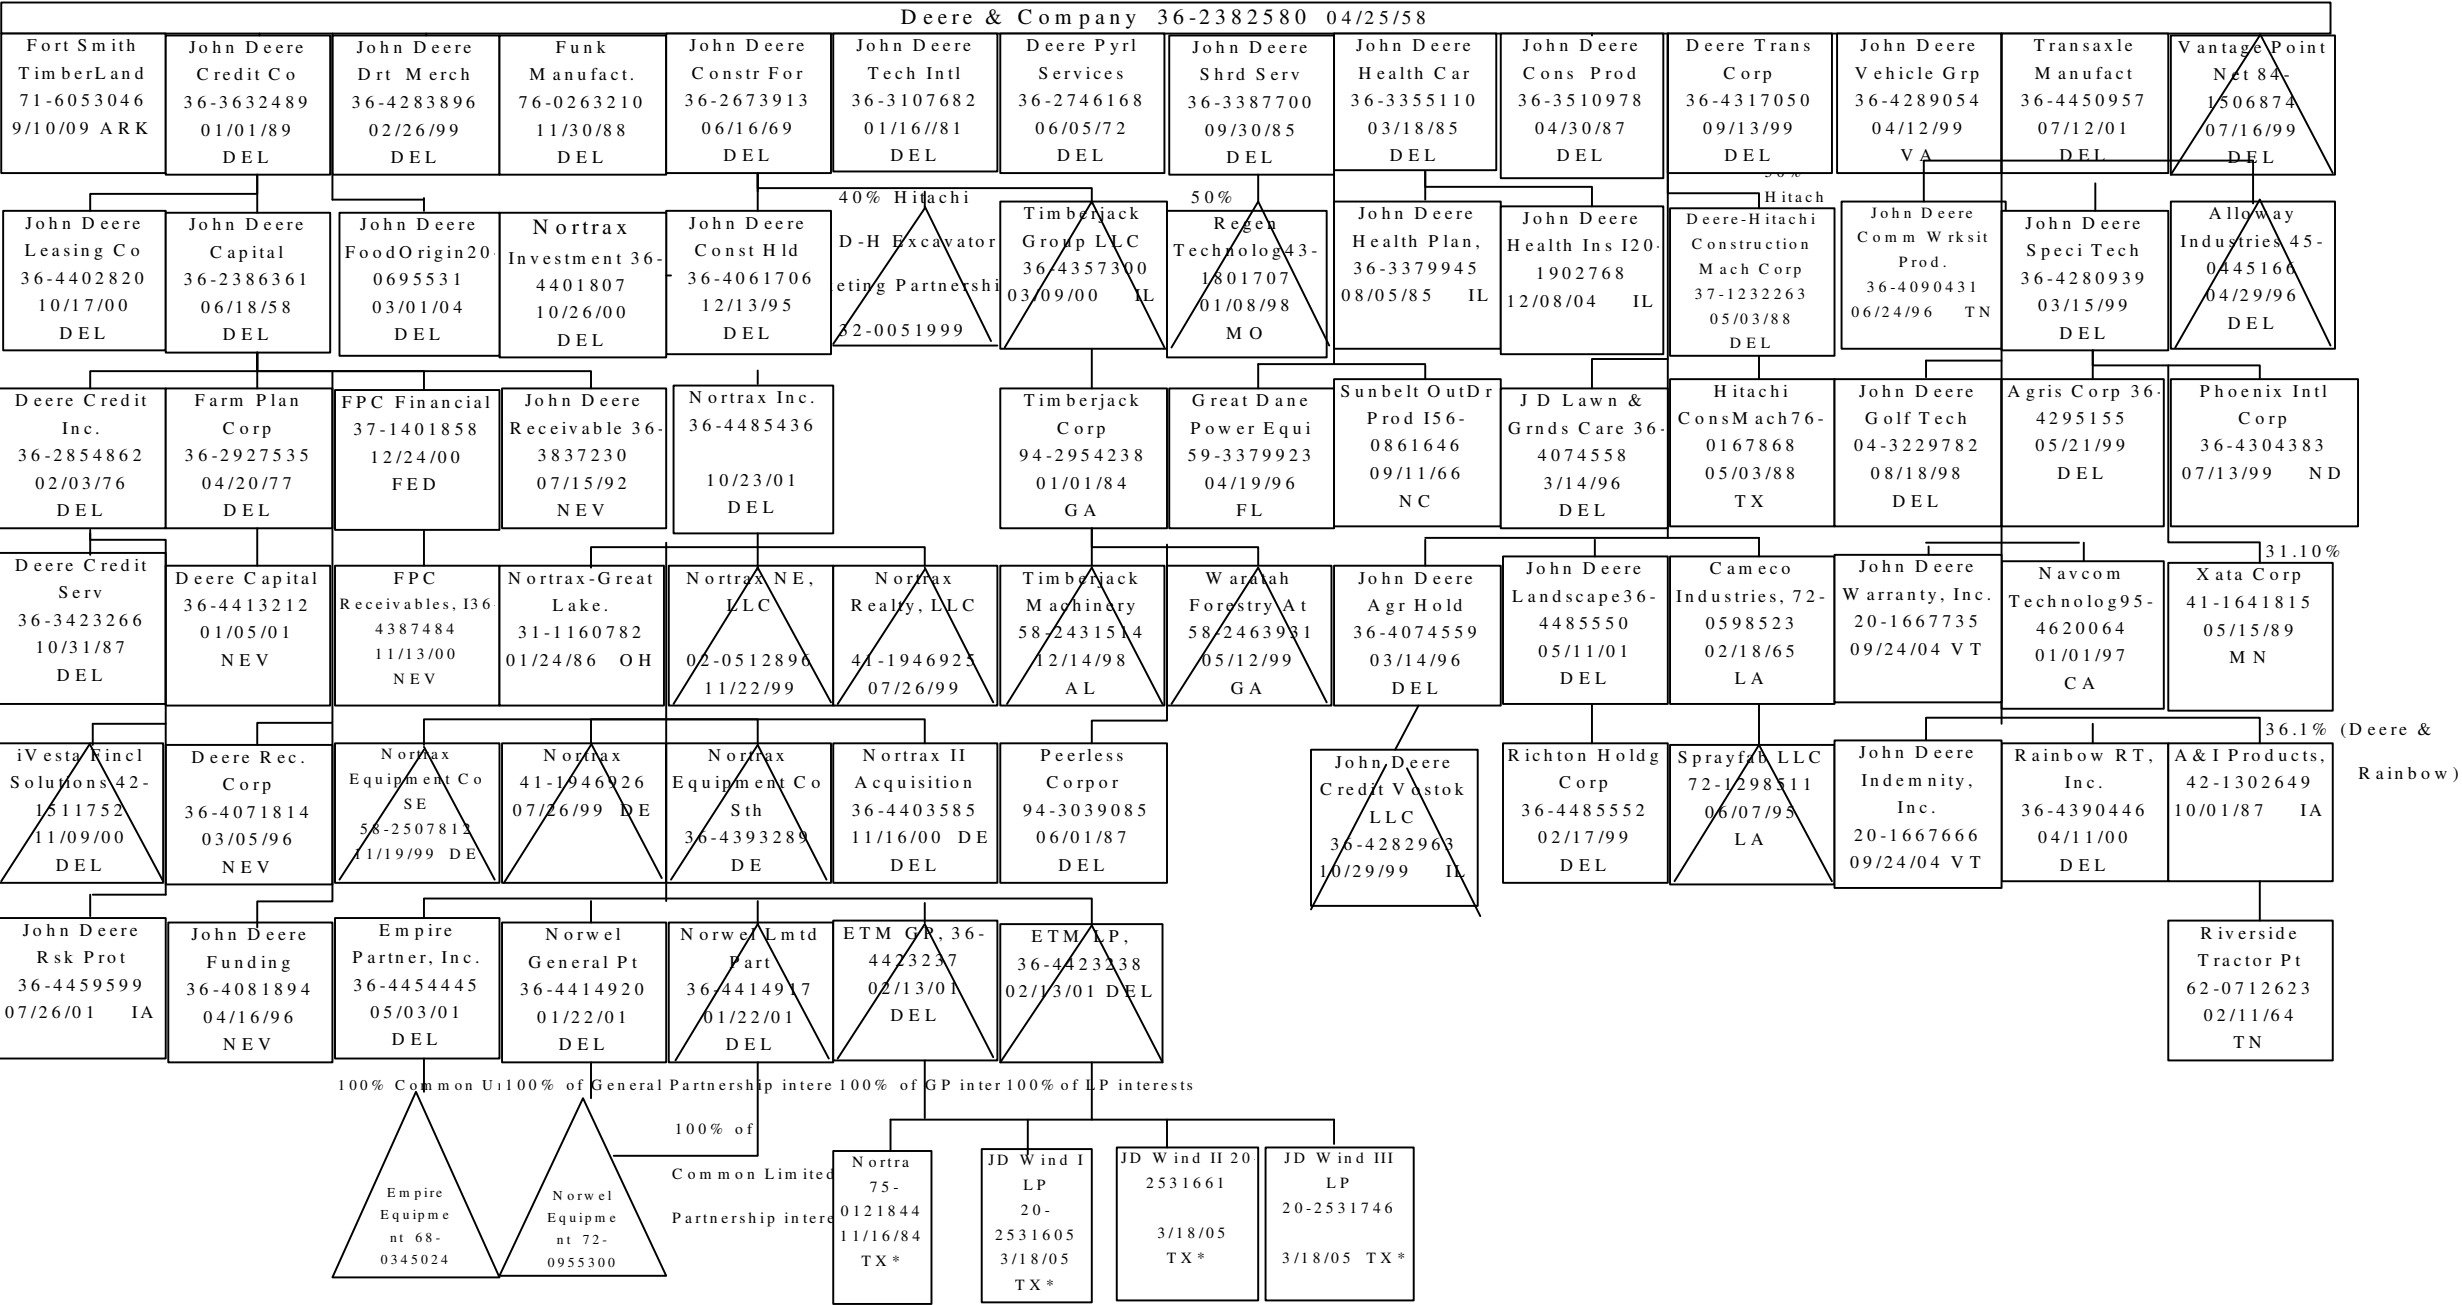 Deere & Company 36-2382580 04/25/58
Fort Smith
TimberLand
71-6053046
9/10/09 ARK
John Deere
Credit Co
36-3632489
01/01/89
DEL
John Deere
Drt Merch
36-4283896
02/26/99
DEL
Funk
Manufact.
76-0263210
11/30/88
DEL
John Deere
Constr For
36-2673913
06/16/69
DEL
John Deere
Tech Intl
36-3107682
01/16//81
DEL
Deere Pyrl
Services
36-2746168
06/05/72
DEL
John Deere
Shrd Serv
36-3387700
09/30/85
DEL
John Deere
Health Car
36-3355110
03/18/85
DEL
John Deere
Cons Prod
36-3510978
04/30/87
DEL
Deere Trans
Corp
36-4317050
09/13/99
DEL
John Deere
Vehicle Grp
36-4289054
04/12/99
VA
Transaxle
Manufact
36-4450957
07/12/01
DEL
Vantage Point
Net 84-
1506874
07/16/99
DEL
John Deere
Leasing Co
36-4402820
10/17/00
DEL
John Deere
Capital
36-2386361
06/18/58
DEL
John Deere
FoodOrigin20-
0695531
03/01/04
DEL
Nortrax
Investment 36-
4401807
10/26/00
DEL
John Deere
Const Hld
36-4061706
12/13/95
DEL
40% Hitachi
D-H Excavator
eting Partnershi
32-0051999
Timberjack
Group LLC
36-4357300
03/09/00 IL
50%
Regen
Technolog43-
1801707
01/08/98
MO
John Deere
Health Plan,
36-3379945
08/05/85 IL
John Deere
Health Ins I20-
1902768
12/08/04 IL
Hitach
Deere-Hitachi
Construction
Mach Corp
37-1232263
05/03/88
DEL
John Deere
Comm Wrksit
Prod.
36-4090431
06/24/96 TN
John Deere
Speci Tech
36-4280939
03/15/99
DEL
Alloway
Industries 45-
0445166
04/29/96
DEL
Deere Credit
Inc.
36-2854862
02/03/76
DEL
Farm Plan
Corp
36-2927535
04/20/77
DEL
FPC Financial
37-1401858
12/24/00
FED
John Deere
Receivable 36-
3837230
07/15/92
NEV
Nortrax Inc.
36-4485436
10/23/01
DEL
Timberjack
Corp
94-2954238
01/01/84
GA
Great Dane
Power Equi
59-3379923
04/19/96
FL
Sunbelt OutDr
Prod I56-
0861646
09/11/66
NC
J D Lawn &
Grnds Care 36-
4074558
3/14/96
DEL
Hitachi
ConsMach76-
0167868
05/03/88
TX
John Deere
Golf Tech
04-3229782
08/18/98
DEL
Agris Corp 36-
4295155
05/21/99
DEL
Phoenix Intl
Corp
36-4304383
07/13/99 ND
Deere Credit
Serv
36-3423266
10/31/87
DEL
Deere Capital
36-4413212
01/05/01
NEV
FPC
Receivables, I36-
4387484
11/13/00
NEV
Nortrax-Great
Lake.
31-1160782
01/24/86 OH
Nortrax NE,
LLC
02-0512896
11/22/99
Nortrax
Realty, LLC
41-1946925
07/26/99
Timberjack
Machinery
58-2431514
12/14/98
AL
Waratah
Forestry At
58-2463931
05/12/99
GA
John Deere
Agr Hold
36-4074559
03/14/96
DEL
John Deere
Landscape36-
4485550
05/11/01
DEL
Cameco
Industries, 72-
0598523
02/18/65
LA
John Deere
Warranty, Inc.
20-1667735
09/24/04 VT
Navcom
Technolog95-
4620064
01/01/97
CA
31.10%
Xata Corp
41-1641815
05/15/89
MN
iVesta Fincl
Solutions 42-
1511752
11/09/00
DEL
Deere Rec.
Corp
36-4071814
03/05/96
NEV
Nortrax
Equipment Co
SE
58-2507812
11/19/99 DE
Nortrax
41-1946926
07/26/99 DE
Nortrax
Equipment Co
Sth
36-4393289
DE
Nortrax II
Acquisition
36-4403585
11/16/00 DE
DEL
Peerless
Corpor
94-3039085
06/01/87
DEL
John Deere
Credit Vostok
LLC
36-4282963
10/29/99 IL
Richton Holdg
Corp
36-4485552
02/17/99
DEL
Sprayfab LLC
72-1298511
06/07/95
LA
John Deere
Indemnity,
Inc.
20-1667666
09/24/04 VT
Rainbow RT,
Inc.
36-4390446
04/11/00
DEL
A&I Products,
42-1302649
10/01/87 IA
36.1% (Deere &
Rainbow)
John Deere
Rsk Prot
36-4459599
07/26/01 IA
John Deere
Funding
36-4081894
04/16/96
NEV
Empire
Partner, Inc.
36-4454445
05/03/01
DEL
Norwel
General Pt
36-4414920
01/22/01
DEL
Norwel Lmtd
Part
36-4414917
01/22/01
DEL
ETM GP, 36-
4423237
02/13/01
DEL
ETM LP,
36-4423238
02/13/01 DEL
Riverside
Tractor Pt
62-0712623
02/11/64
TN
100% Common U
100% of General Partnership intere
100% of GP inter
100% of LP interests
100% of
Common Limited
Partnership intere
Empire
Equipme
nt 68-
0345024
Norwel
Equipme
nt 72-
0955300
Nortra
75-
0121844
11/16/84
TX*
JD Wind I
LP
20-
2531605
3/18/05
TX*
JD Wind II 20-
2531661
3/18/05
TX*
JD Wind III
LP
20-2531746
3/18/05 TX*